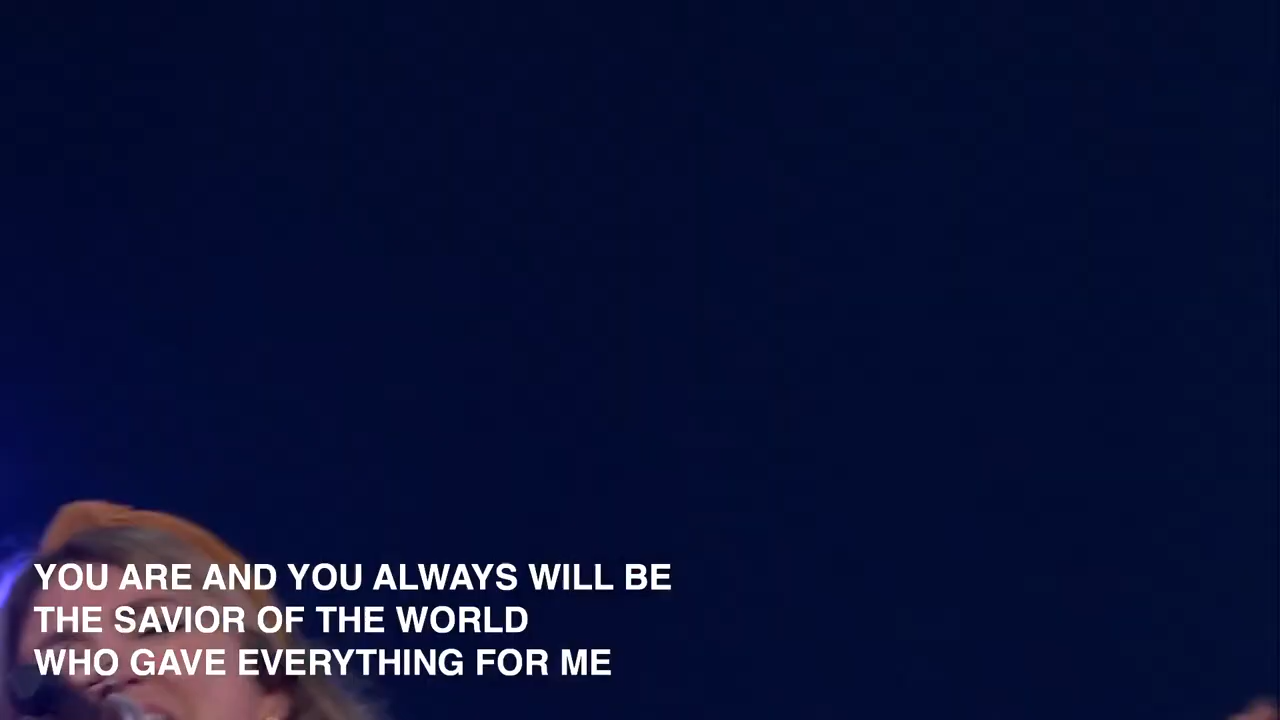 YOU ARE AND YOU ALWAYS WILL BE
THE SAVIOR OF THE WORLD
WHO GAVE EVERYTHING FOR ME